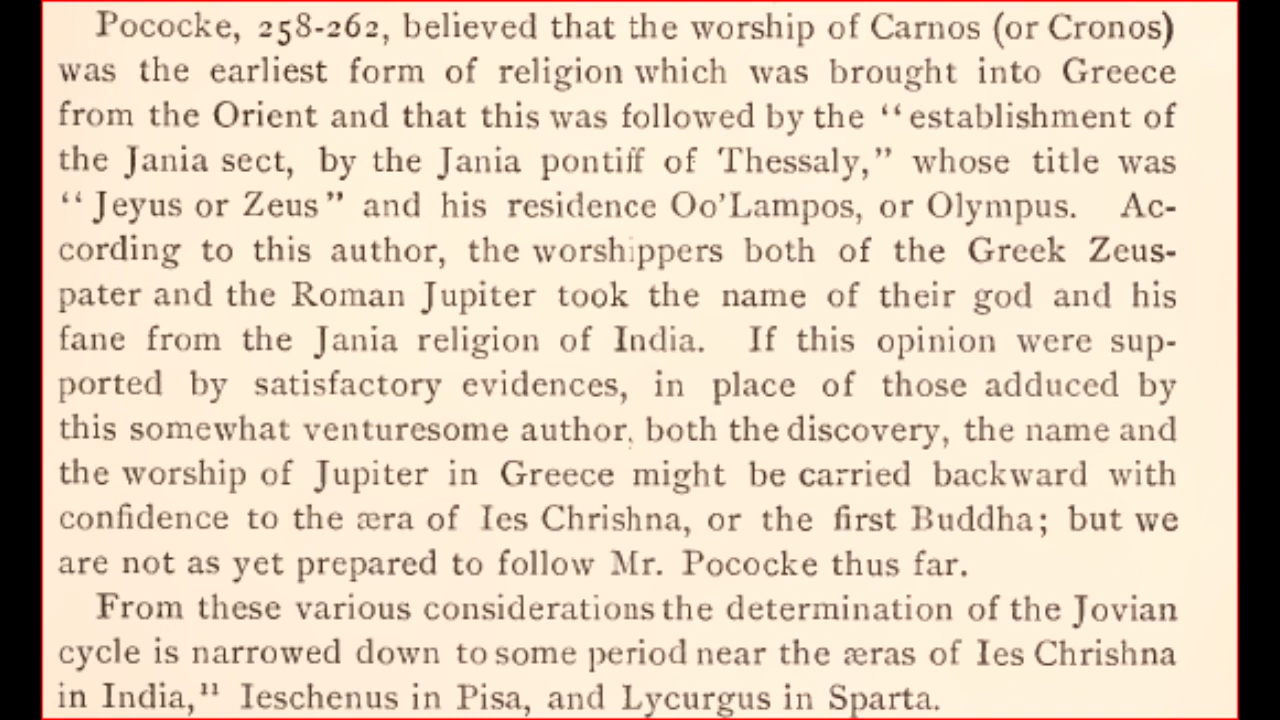 Pococke, 258-262, believed that the worship of Carnos (or Cronos)
was the earliest form of religion which was brought into Greece
from the Orient and that this was followed by the “establishment of
the Jania sect, by the Jania pontiff of Thessaly,” whose title was
“Jeyus or Zeus” and his residence Oo’Lampos, or Olympus. Ac-
cording to this author, the worshippers both of the Greek Zeus-
pater and the Roman Jupiter took the name of their god and his
fane from the Jania religion of India. If this opinion were sup-
ported by satisfactory evidences, in place of those adduced by
this somewhat venturesome author, both the discovery, the name and
the worship of Jupiter in Greece might be carried backward with
confidence to the æra of Ies Chrishna, or the first Buddha; but we
are not as yet prepared to follow Mr. Pococke thus far.
From these various considerations the determination of the Jovian
cycle is narrowed down to some period near the æras of Ies Chrishna
in India,¹¹ Ieschenus in Pisa, and Lycurgus in Sparta.